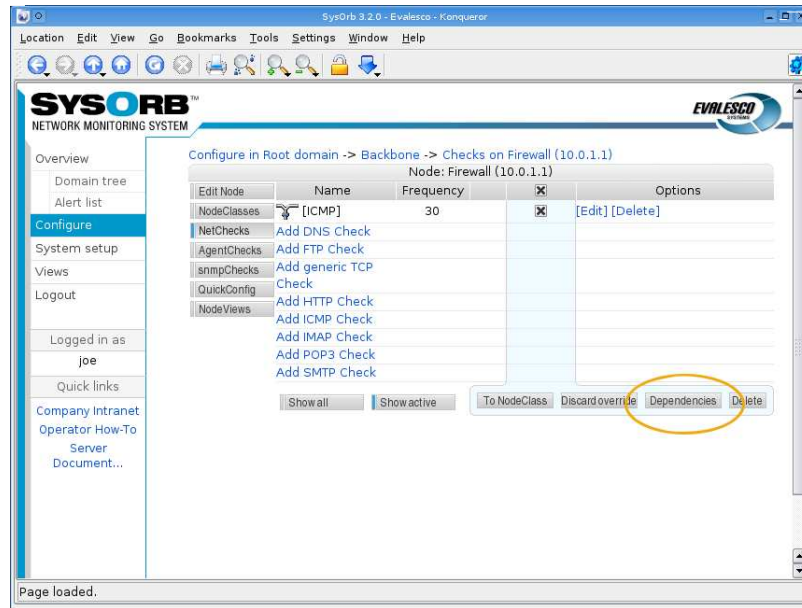 SysOrb 3.2.0 - Evalesco - Konqueror
Location Edit View Go Bookmarks Tools Settings Window Help
SYSORB™
NETWORK MONITORING SYSTEM
EVALESCO
SYSTEMS
Overview
Domain tree
Alert list
Configure
System setup
Views
Logout
Logged in as
joe
Quick links
Company Intranet
Operator How-To
Server
Document...
Configure in Root domain -> Backbone -> Checks on Firewall (10.0.1.1)
Node: Firewall (10.0.1.1)
Edit Node
NodeClasses
NetChecks
AgentChecks
snmpChecks
QuickConfig
NodeViews
Name Frequency Options
[ICMP] 30 [Edit] [Delete]
Add DNS Check
Add FTP Check
Add generic TCP
Check
Add HTTP Check
Add ICMP Check
Add IMAP Check
Add POP3 Check
Add SMTP Check
Show all Show active To NodeClass Discard override Dependencies Delete
Page loaded.